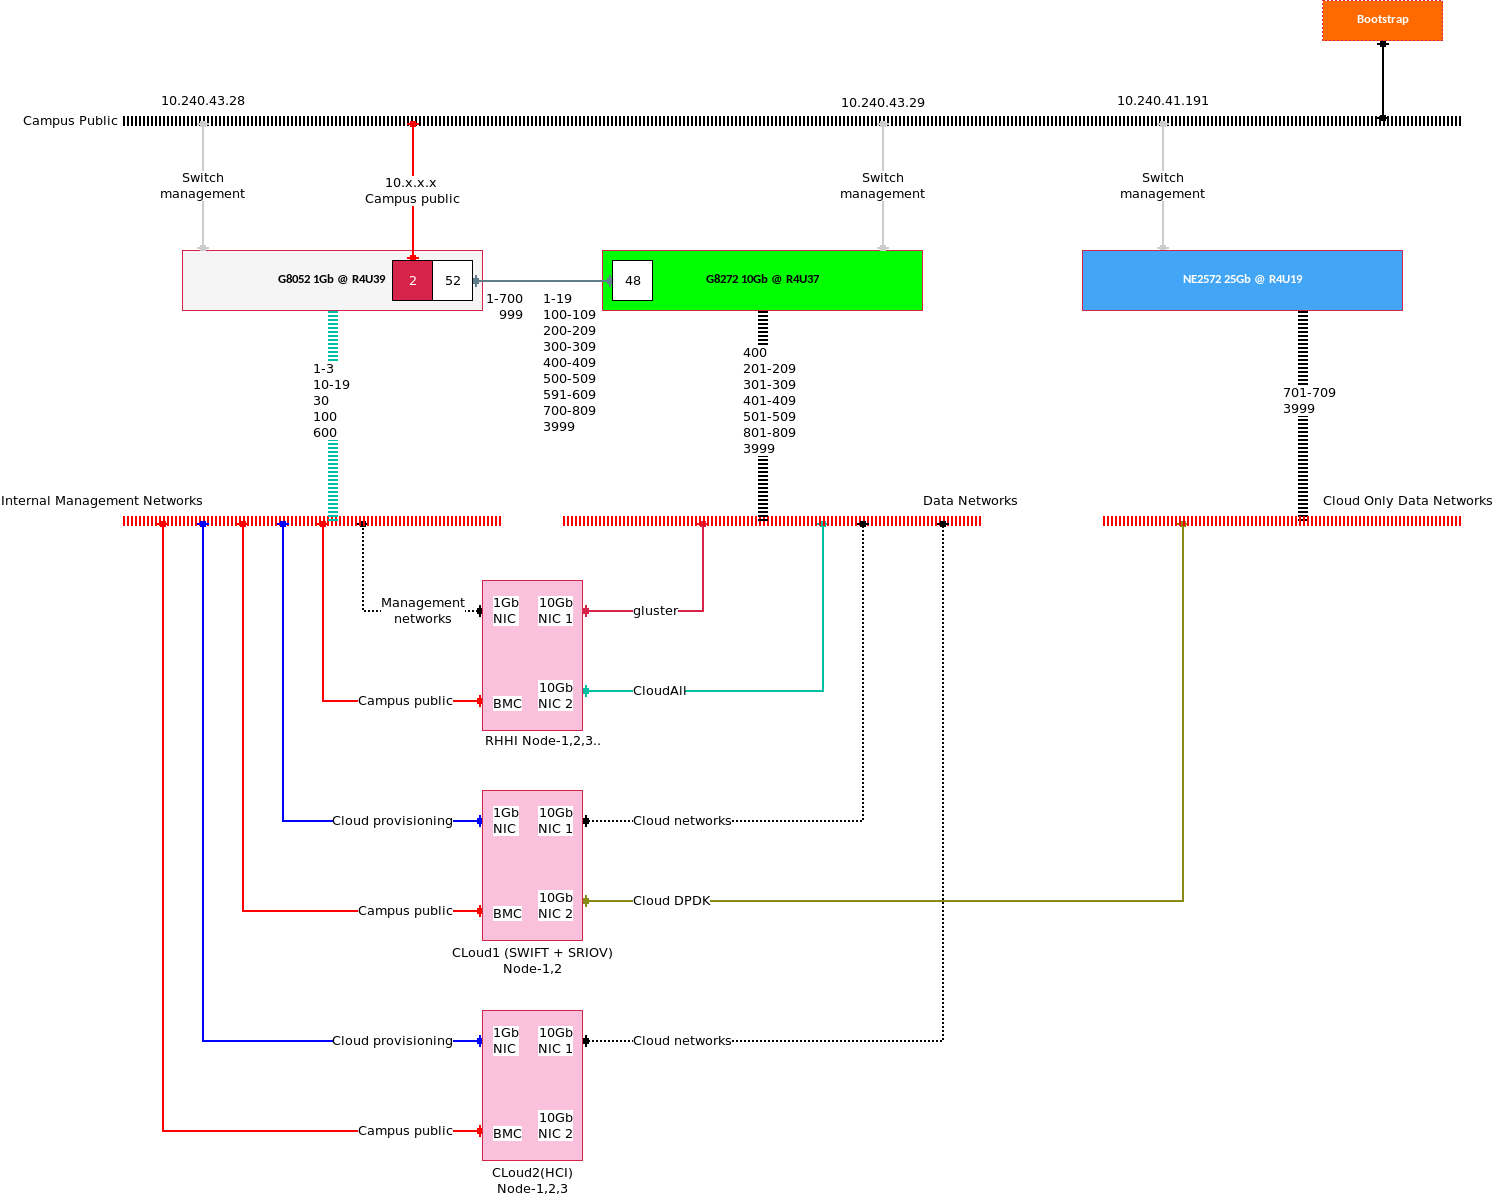 Bootstrap
10.240.43.28
10.240.43.29
10.240.41.191
Campus Public
Switch
management
10.x.x.x
Campus public
Switch
management
Switch
management
G8052 1Gb @ R4U39
2
52
48
G8272 10Gb @ R4U37
NE2572 25Gb @ R4U19
1-700
999
1-19
100-109
200-209
300-309
400-409
500-509
591-609
700-809
3999
1-3
10-19
30
100
600
400
201-209
301-309
401-409
501-509
801-809
3999
701-709
3999
Internal Management Networks
Data Networks
Cloud Only Data Networks
Management
networks
1Gb
NIC
10Gb
NIC 1
gluster
Campus public
BMC
10Gb
NIC 2
CloudAll
RHHI Node-1,2,3..
Cloud provisioning
1Gb
NIC
10Gb
NIC 1
Cloud networks
Campus public
BMC
10Gb
NIC 2
Cloud DPDK
CLoud1 (SWIFT + SRIOV)
Node-1,2
Cloud provisioning
1Gb
NIC
10Gb
NIC 1
Cloud networks
Campus public
BMC
10Gb
NIC 2
CLoud2(HCI)
Node-1,2,3